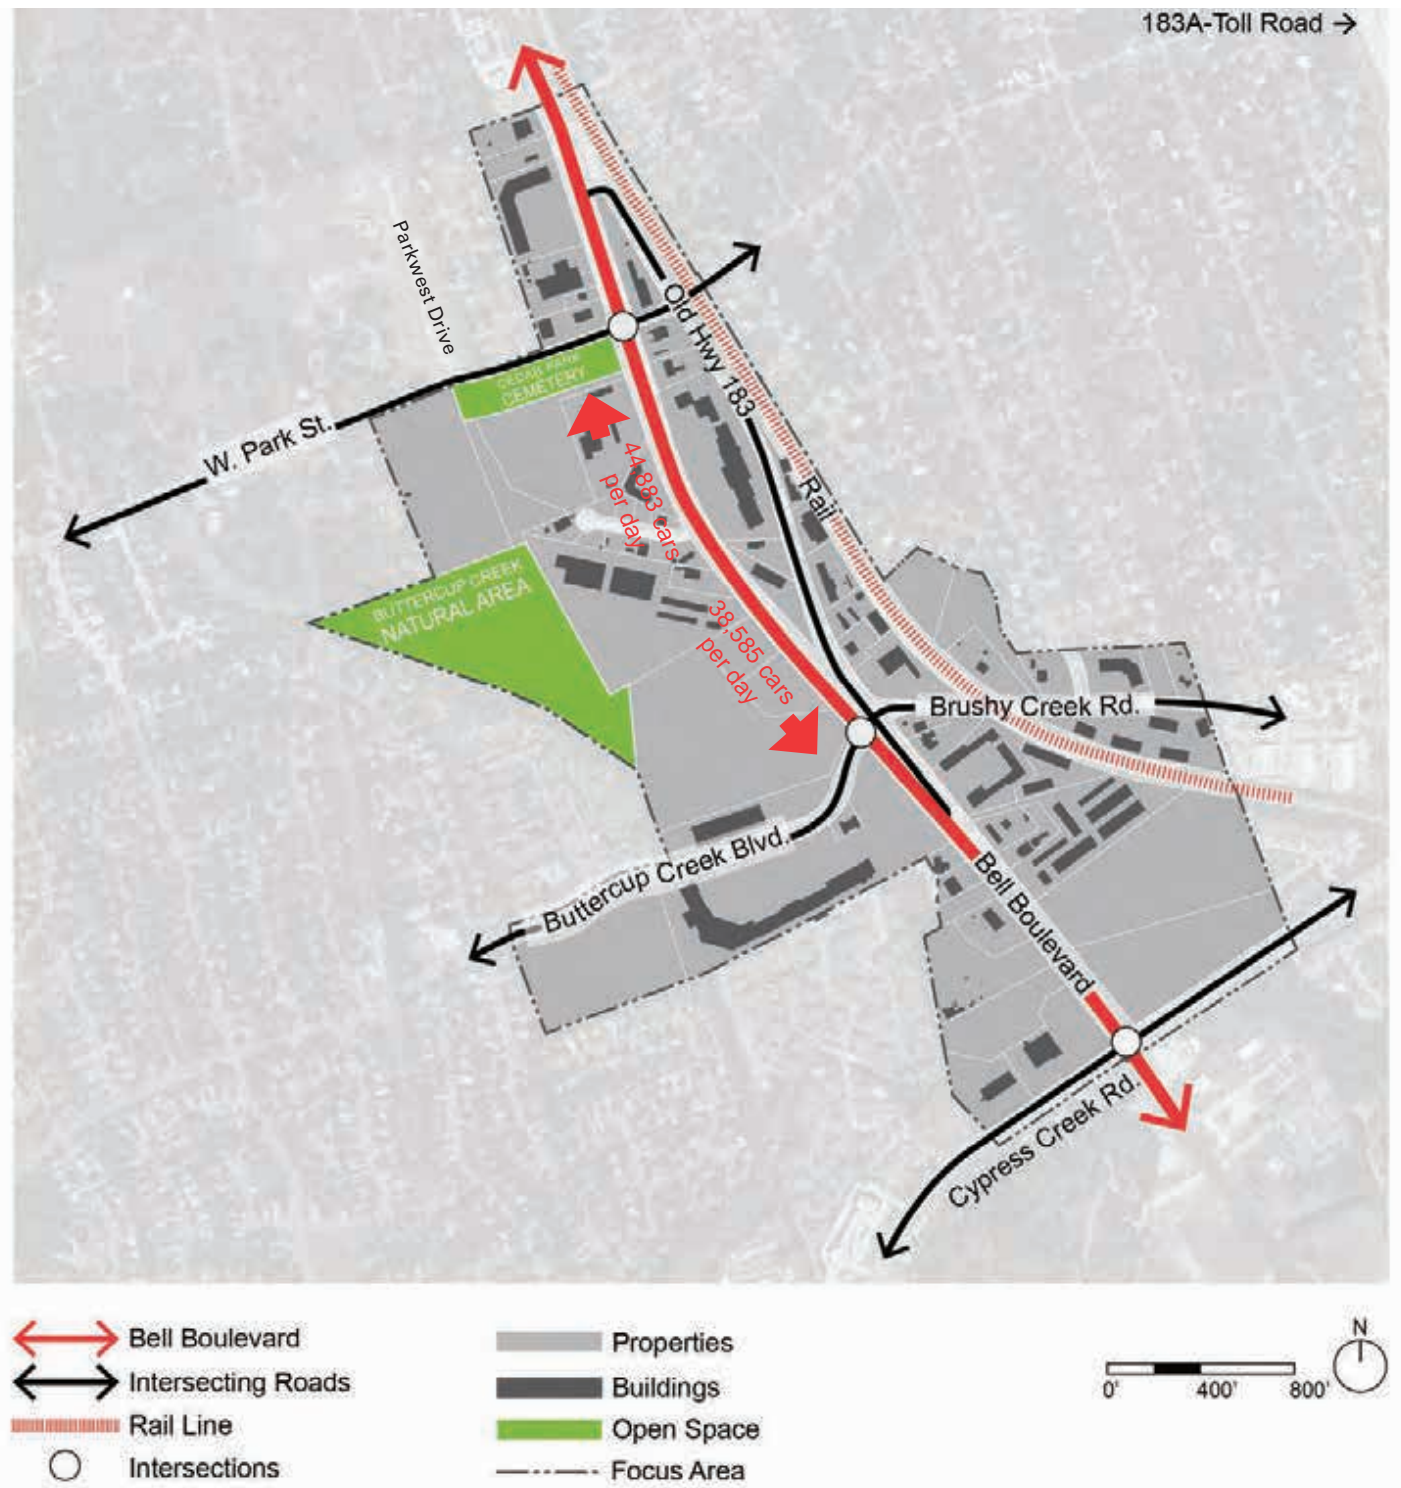 183A-Toll Road →
Parkwest Drive
Old Hwy 183
CEDAR PARK
CEMETERY
W. Park St.
44,883 cars
per day
Rail
BUTTERCUP CREEK
NATURAL AREA
38,585 cars
per day
Brushy Creek Rd.
Buttercup Creek Blvd.
Bell Boulevard
Cypress Creek Rd.
Bell Boulevard
Intersecting Roads
Rail Line
Intersections
Properties
Buildings
Open Space
Focus Area
N
0' 400' 800'